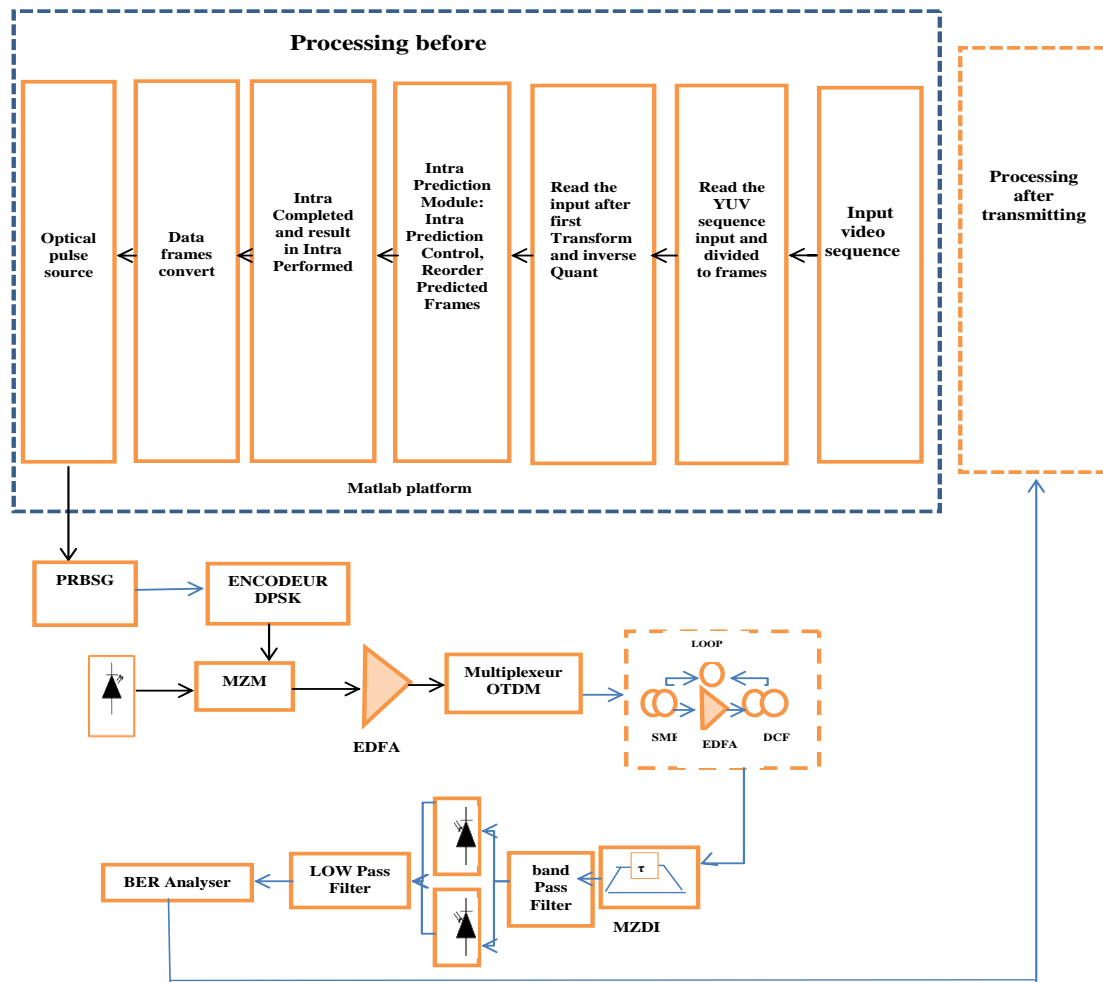 Processing before
Optical
pulse
source
Data
frames
convert
Intra
Completed
and result
in Intra
Performed
Intra
Prediction
Module:
Intra
Prediction
Control,
Reorder
Predicted
Frames
Read the
input after
first
Transform
and inverse
Quant
Read the
YUV
sequence
input and
divided
to frames
Input
video
sequence
Processing
after
transmitting
Matlab platform
PRBSG
ENCODEUR
DPSK
MZM
EDFA
Multiplexeur
OTDM
LOOP
SMF
EDFA
DCF
BER Analyser
LOW Pass
Filter
band
Pass
Filter
τ
MZDI